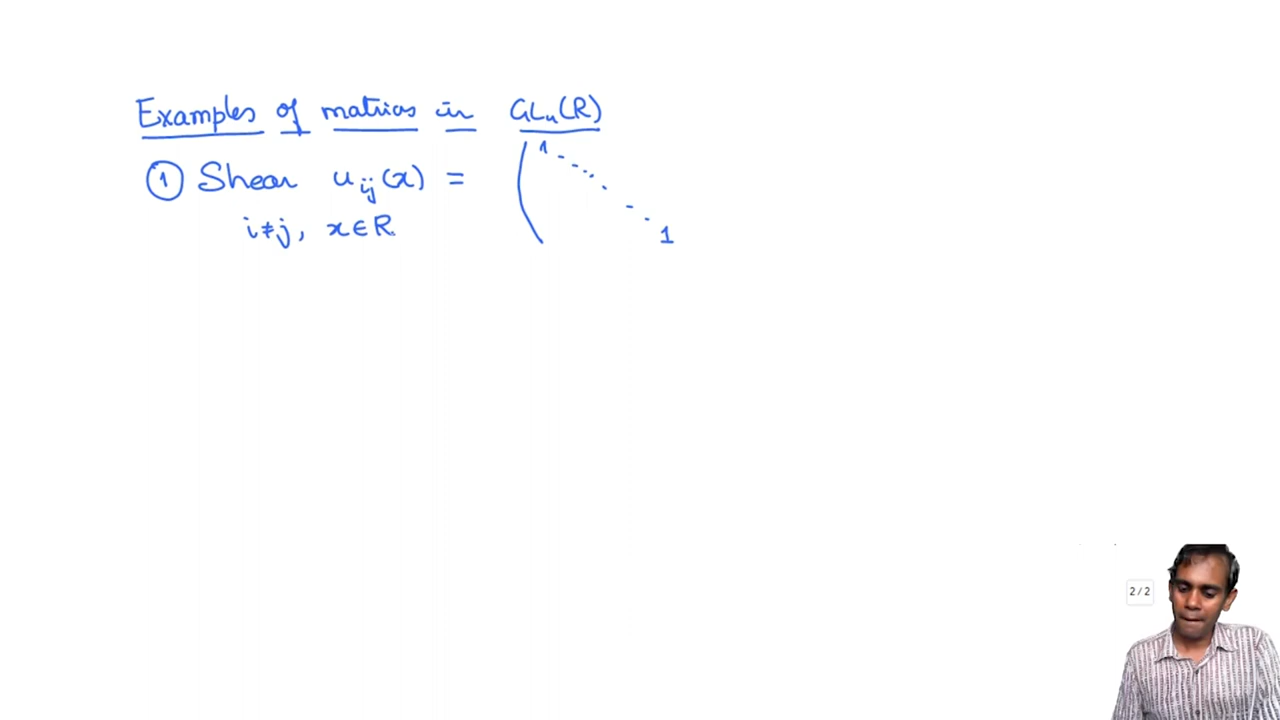 Examples of matrices in GLₙ(R)
① Shear uᵢⱼ(x) = ( 1 ... 1
i≠j, x∈R.
2 / 2